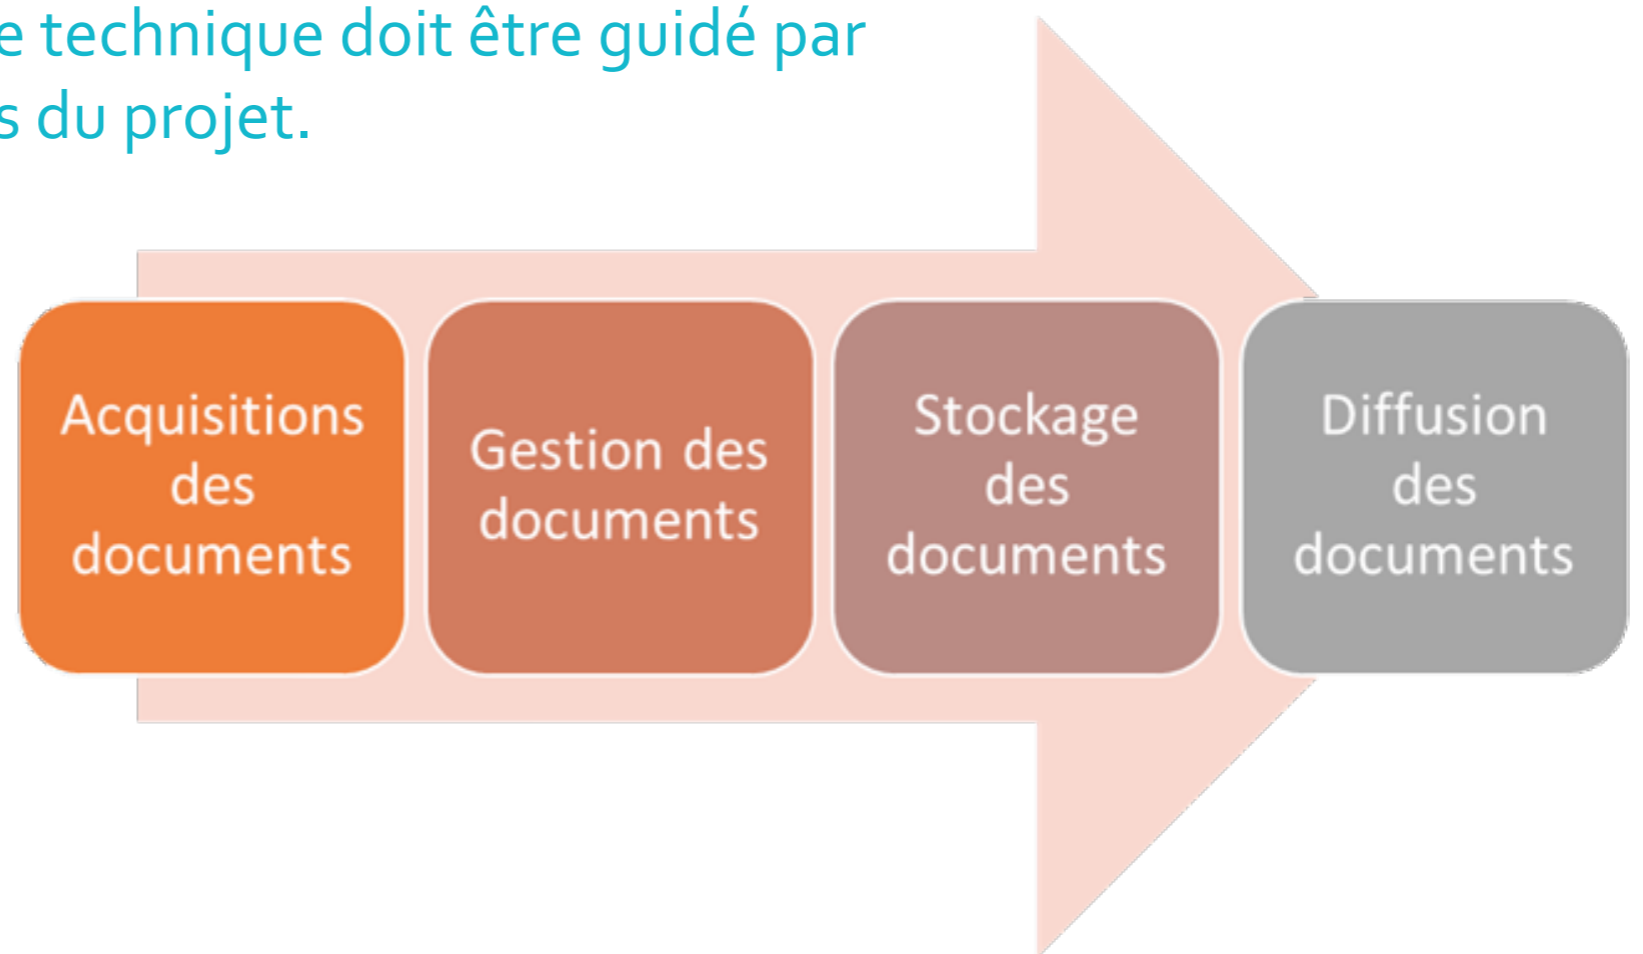 e technique doit être guidé par
s du projet.
Acquisitions
des
documents
Gestion des
documents
Stockage
des
documents
Diffusion
des
documents